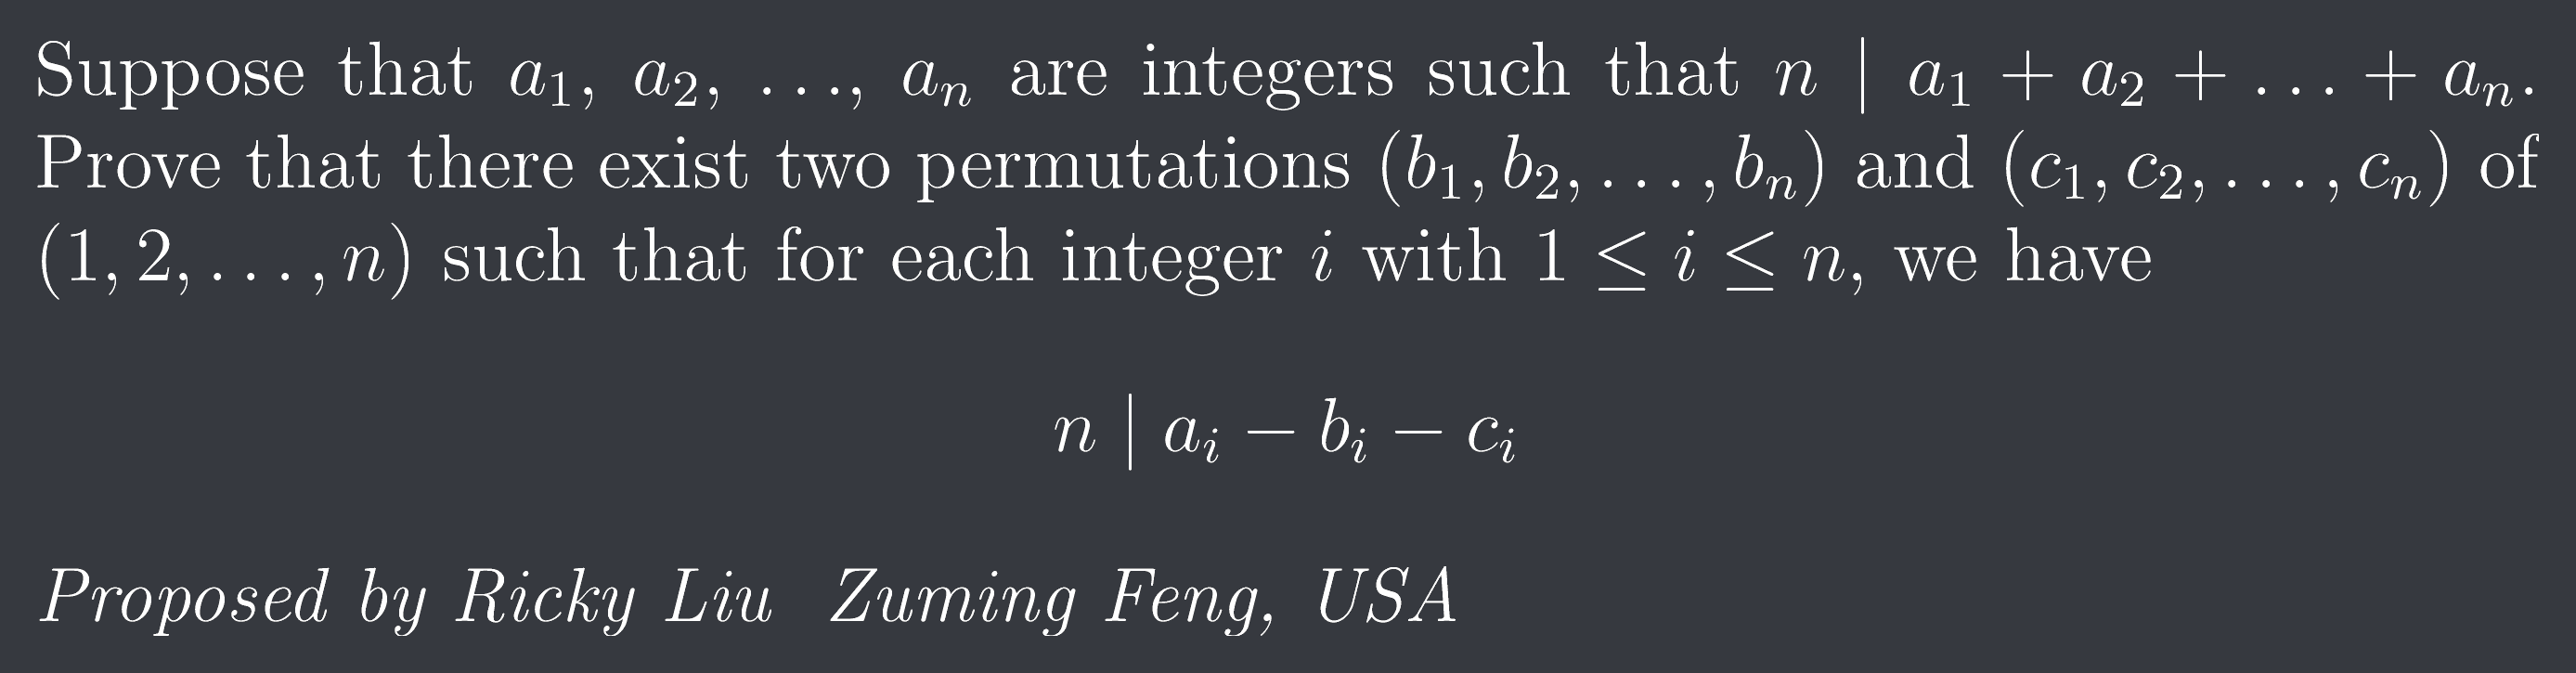 Suppose that a₁, a₂, …, aₙ are integers such that n | a₁ + a₂ + … + aₙ.
Prove that there exist two permutations (b₁, b₂, …, bₙ) and (c₁, c₂, …, cₙ) of
(1, 2, …, n) such that for each integer i with 1 ≤ i ≤ n, we have
n | aᵢ − bᵢ − cᵢ
Proposed by Ricky Liu Zuming Feng, USA